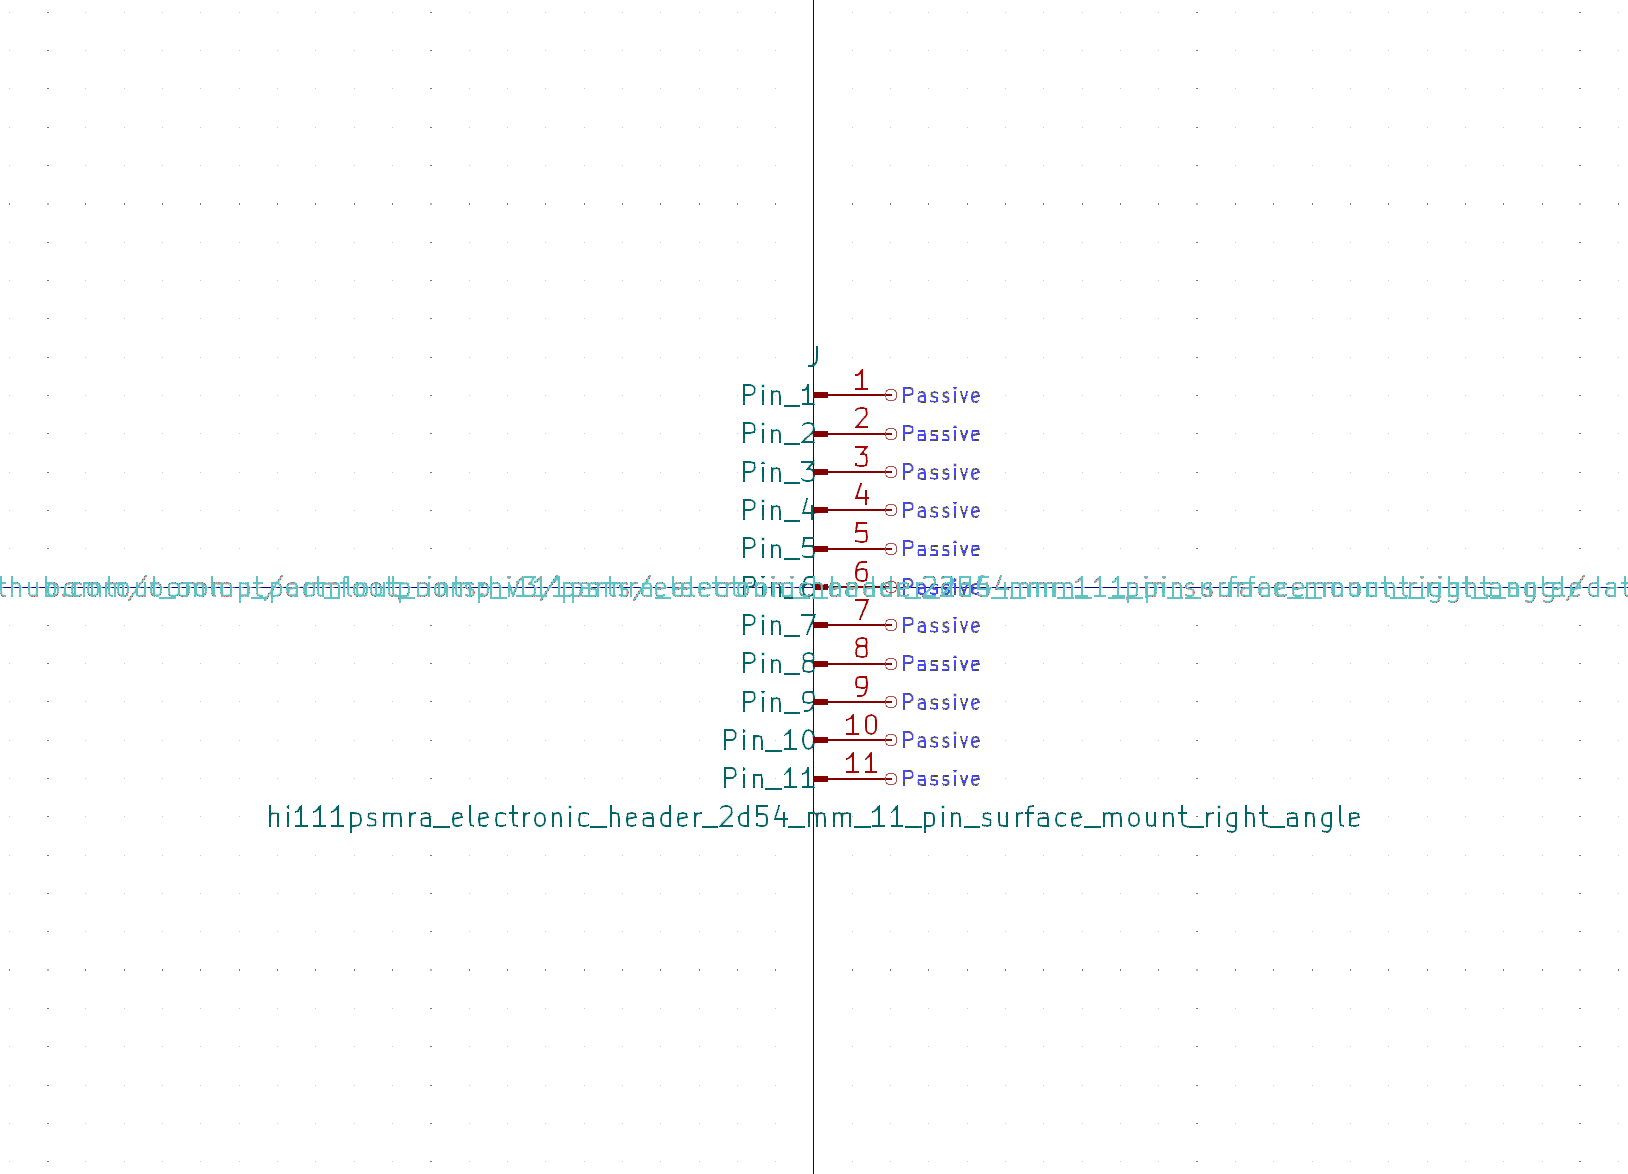 J
Pin_1 1 Passive
Pin_2 2 Passive
Pin_3 3 Passive
Pin_4 4 Passive
Pin_5 5 Passive
Pin_6 6 Passive
Pin_7 7 Passive
Pin_8 8 Passive
Pin_9 9 Passive
Pin_10 10 Passive
Pin_11 11 Passive
hi111psmra_electronic_header_2d54_mm_11_pin_surface_mount_right_angle